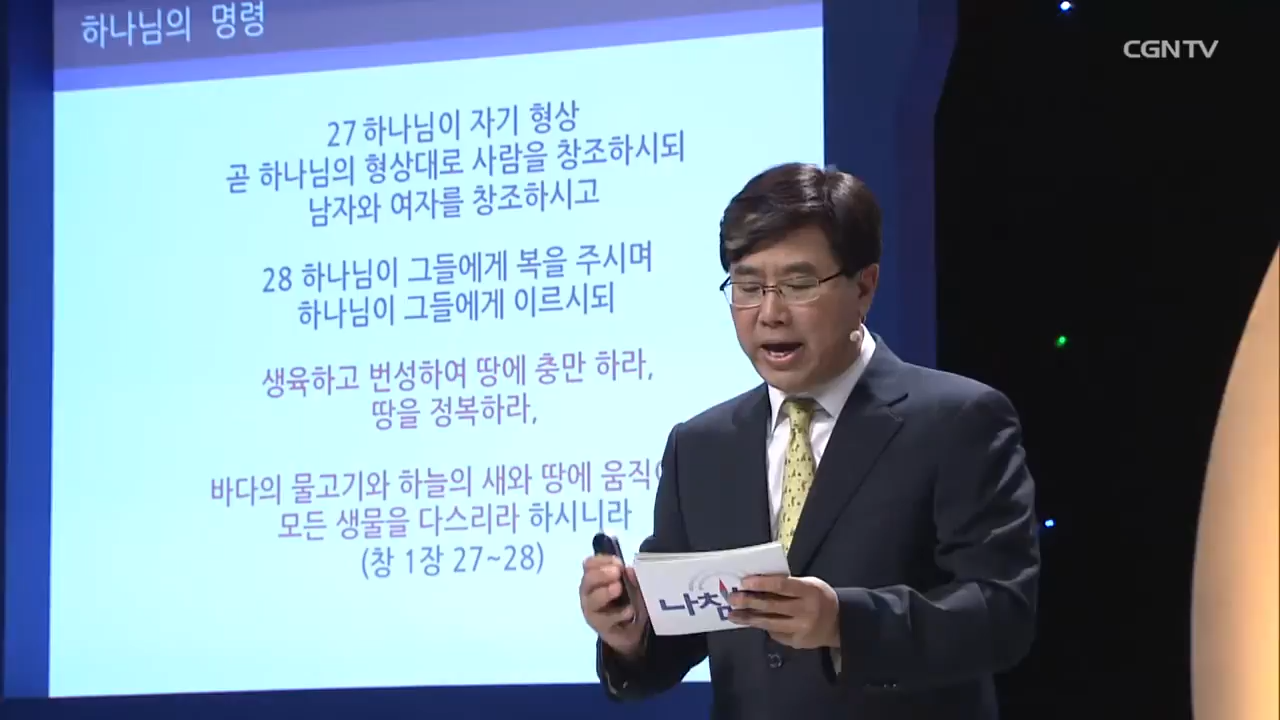 하나님의 명령
CGNTV
27 하나님이 자기 형상
곧 하나님의 형상대로 사람을 창조하시되
남자와 여자를 창조하시고
28 하나님이 그들에게 복을 주시며
하나님이 그들에게 이르시되
생육하고 번성하여 땅에 충만 하라,
땅을 정복하라,
바다의 물고기와 하늘의 새와 땅에
모든 생물을 다스리라 하시니라
(창 1장 27~28)